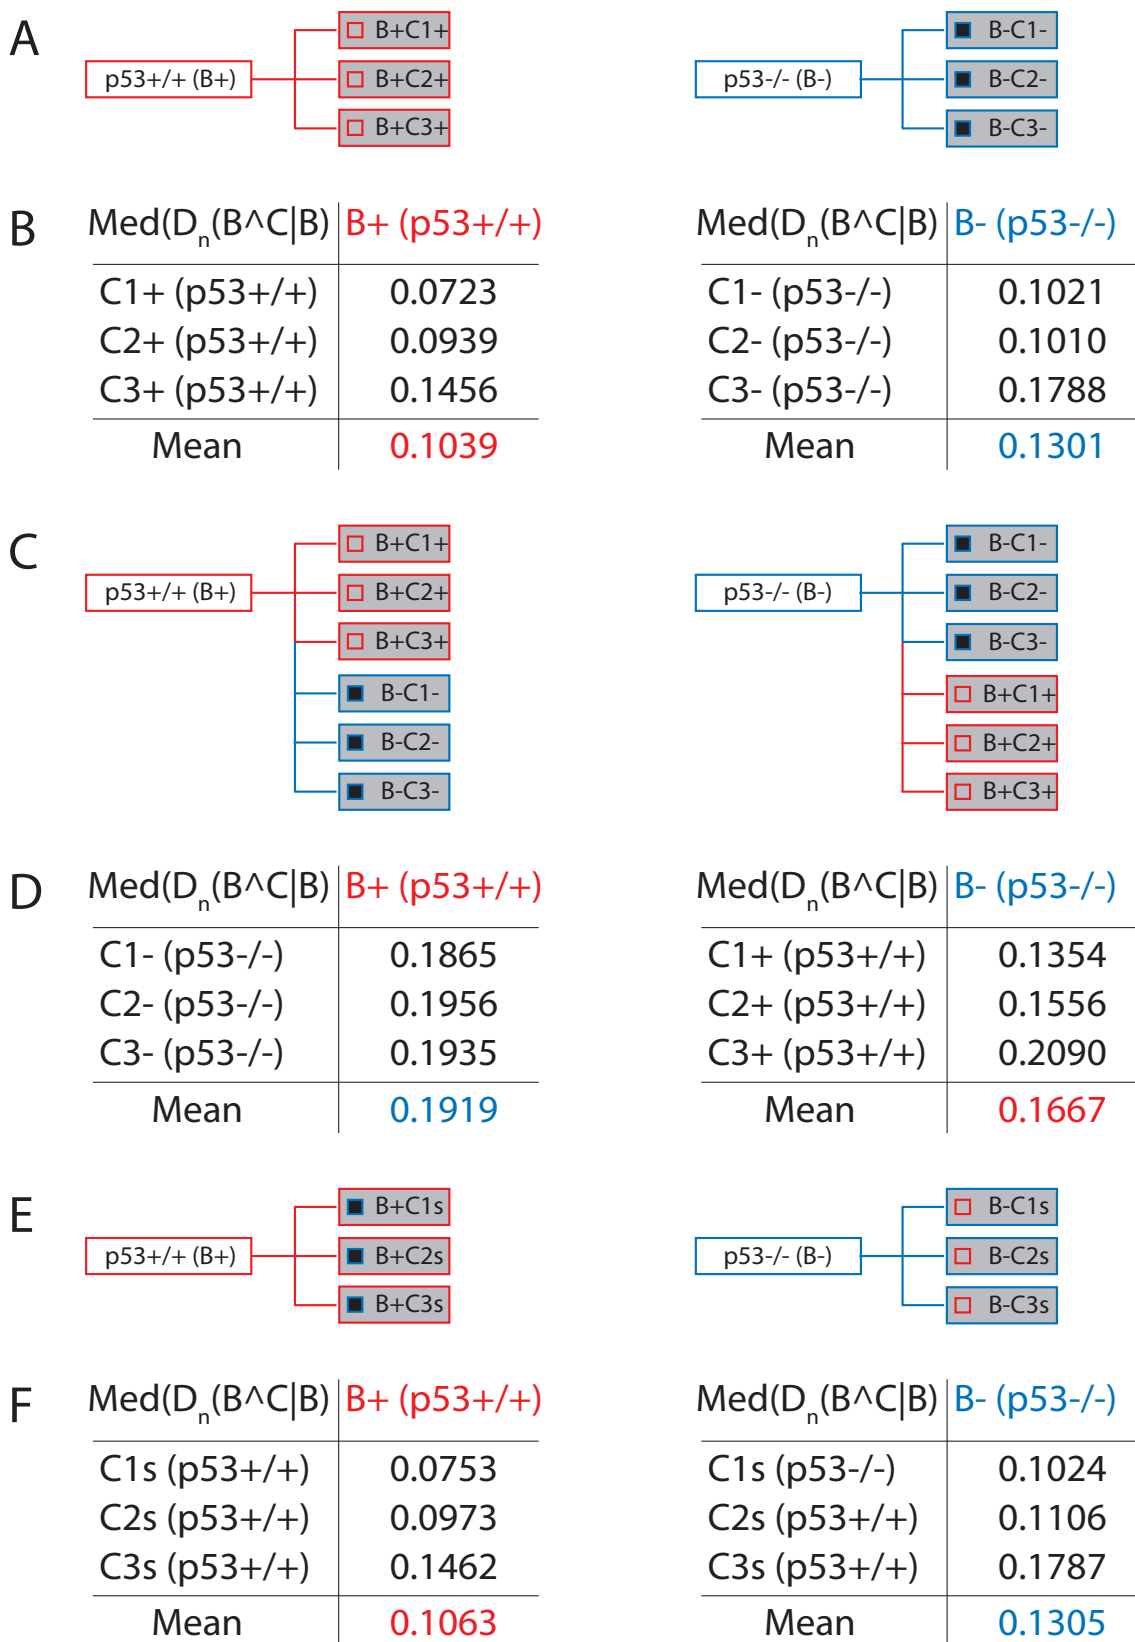 A
B+C1+
p53+/+ (B+)
B+C2+
B+C3+
B-C1-
p53-/- (B-)
B-C2-
B-C3-
B
Med(Dn(B^C|B) B+ (p53+/+)
C1+ (p53+/+) 0.0723
C2+ (p53+/+) 0.0939
C3+ (p53+/+) 0.1456
Mean 0.1039
Med(Dn(B^C|B) B- (p53-/-)
C1- (p53-/-) 0.1021
C2- (p53-/-) 0.1010
C3- (p53-/-) 0.1788
Mean 0.1301
C
B+C1+
p53+/+ (B+)
B+C2+
B+C3+
B-C1-
B-C2-
B-C3-
B-C1-
p53-/- (B-)
B-C2-
B-C3-
B+C1+
B+C2+
B+C3+
D
Med(Dn(B^C|B) B+ (p53+/+)
C1- (p53-/-) 0.1865
C2- (p53-/-) 0.1956
C3- (p53-/-) 0.1935
Mean 0.1919
Med(Dn(B^C|B) B- (p53-/-)
C1+ (p53+/+) 0.1354
C2+ (p53+/+) 0.1556
C3+ (p53+/+) 0.2090
Mean 0.1667
E
B+C1s
p53+/+ (B+)
B+C2s
B+C3s
B-C1s
p53-/- (B-)
B-C2s
B-C3s
F
Med(Dn(B^C|B) B+ (p53+/+)
C1s (p53+/+) 0.0753
C2s (p53+/+) 0.0973
C3s (p53+/+) 0.1462
Mean 0.1063
Med(Dn(B^C|B) B- (p53-/-)
C1s (p53-/-) 0.1024
C2s (p53+/+) 0.1106
C3s (p53+/+) 0.1787
Mean 0.1305